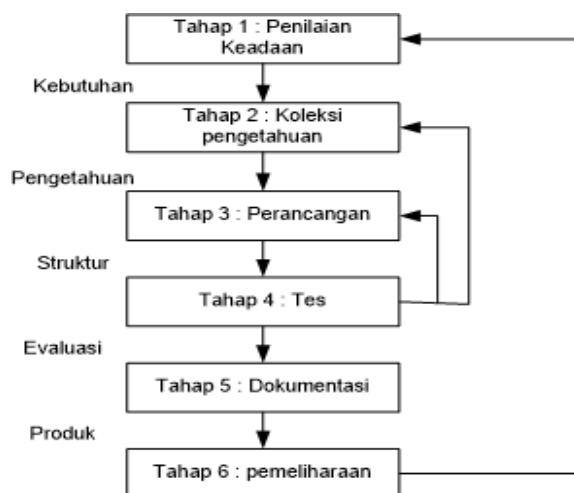 Tahap 1 : Penilaian
Keadaan
Kebutuhan
Tahap 2 : Koleksi
pengetahuan
Pengetahuan
Tahap 3 : Perancangan
Struktur
Tahap 4 : Tes
Evaluasi
Tahap 5 : Dokumentasi
Produk
Tahap 6 : pemeliharaan